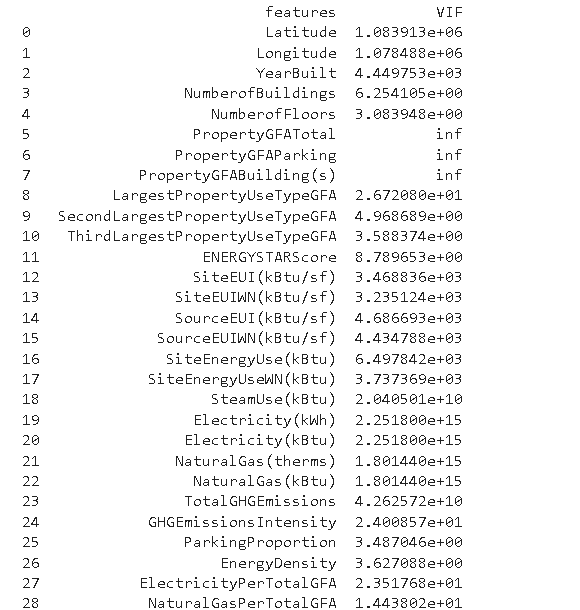 features VIF
0 Latitude 1.083913e+06
1 Longitude 1.078488e+06
2 YearBuilt 4.449753e+03
3 NumberofBuildings 6.254105e+00
4 NumberofFloors 3.083948e+00
5 PropertyGFATotal inf
6 PropertyGFAParking inf
7 PropertyGFABuilding(s) inf
8 LargestPropertyUseTypeGFA 2.672080e+01
9 SecondLargestPropertyUseTypeGFA 4.968689e+00
10 ThirdLargestPropertyUseTypeGFA 3.588374e+00
11 ENERGYSTARScore 8.789653e+00
12 SiteEUI(kBtu/sf) 3.468836e+03
13 SiteEUIWN(kBtu/sf) 3.235124e+03
14 SourceEUI(kBtu/sf) 4.686693e+03
15 SourceEUIWN(kBtu/sf) 4.434788e+03
16 SiteEnergyUse(kBtu) 6.497842e+03
17 SiteEnergyUseWN(kBtu) 3.737369e+03
18 SteamUse(kBtu) 2.040501e+10
19 Electricity(kWh) 2.251800e+15
20 Electricity(kBtu) 2.251800e+15
21 NaturalGas(therms) 1.801440e+15
22 NaturalGas(kBtu) 1.801440e+15
23 TotalGHGEmissions 4.262572e+10
24 GHGEmissionsIntensity 2.400857e+01
25 ParkingProportion 3.487046e+00
26 EnergyDensity 3.627088e+00
27 ElectricityPerTotalGFA 2.351768e+01
28 NaturalGasPerTotalGFA 1.443802e+01